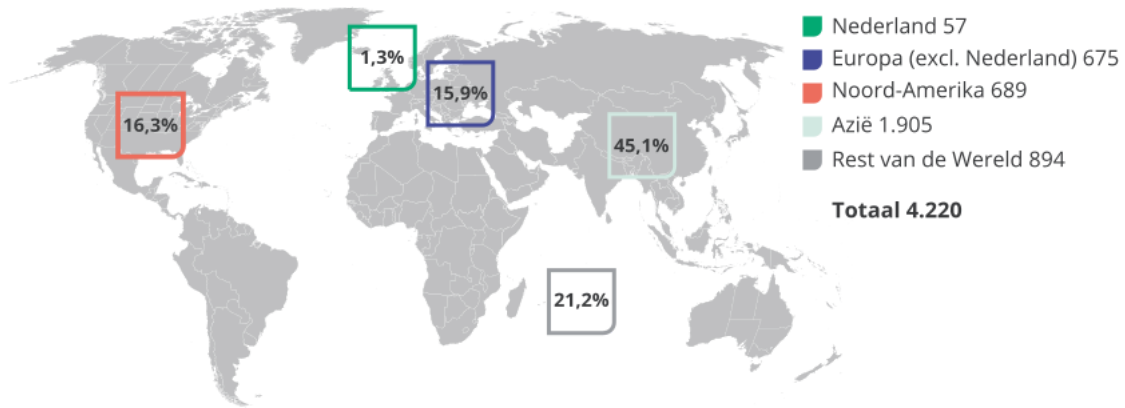 1,3%
15,9%
16,3%
45,1%
21,2%
Nederland 57
Europa (excl. Nederland) 675
Noord-Amerika 689
Azië 1.905
Rest van de Wereld 894
Totaal 4.220